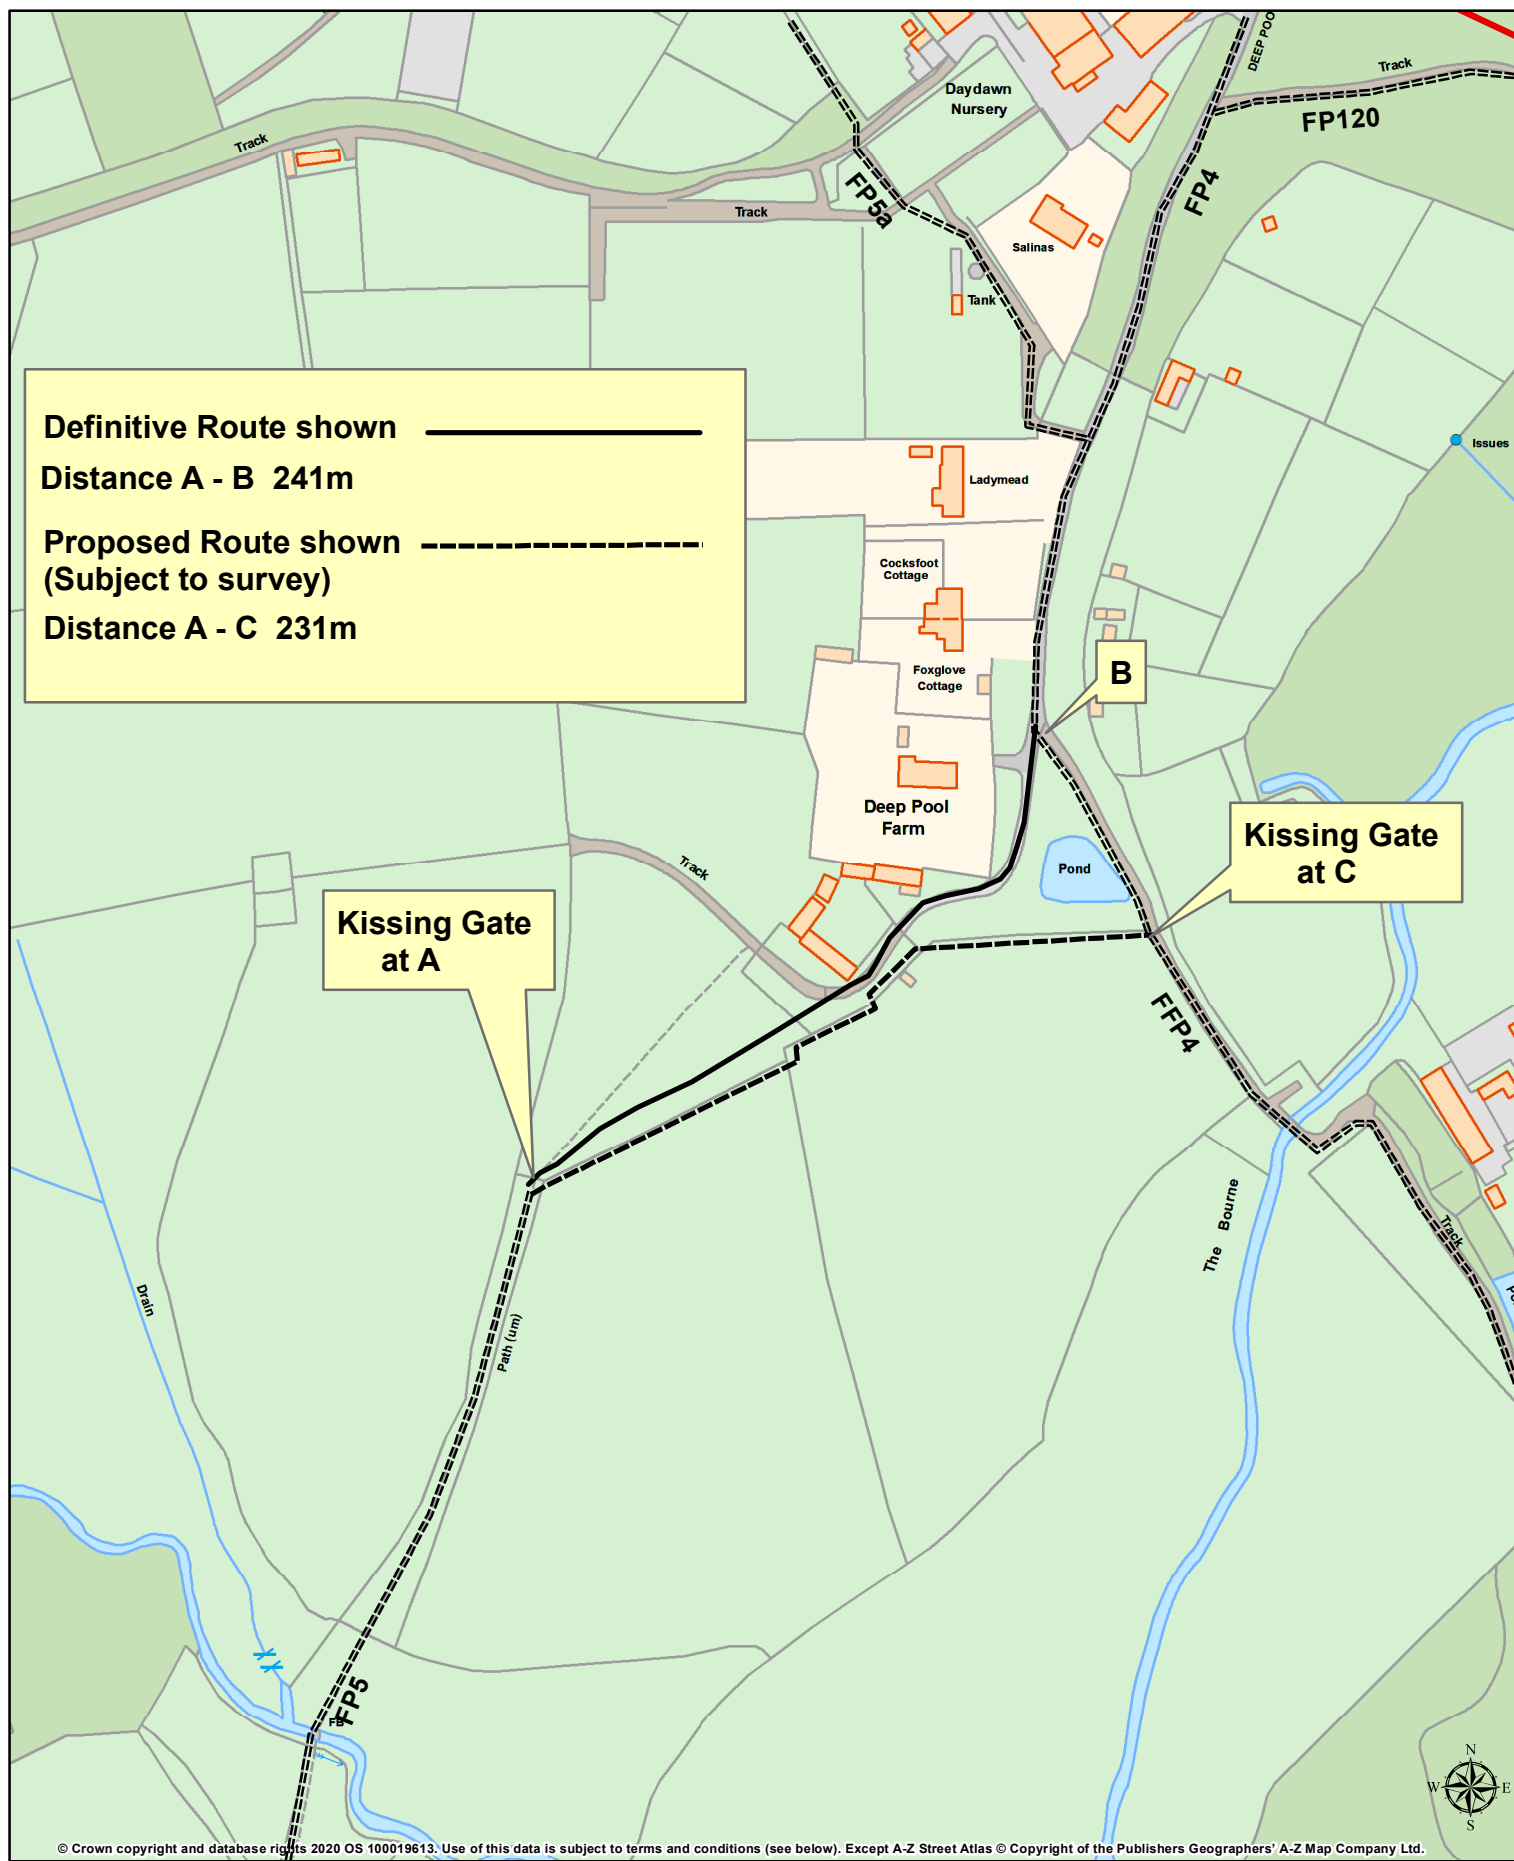 DEEP POO
Track
Daydawn
Nursery
FP120
Track
FP5a
FP4
Track
Salinas
Tank
Definitive Route shown
Distance A - B 241m
Proposed Route shown
(Subject to survey)
Distance A - C 231m
Issues
Ladymead
Cocksfoot
Cottage
Foxglove
Cottage
B
Deep Pool
Farm
Kissing Gate
at C
Track
Pond
Kissing Gate
at A
FFP4
The Bourne
Track
Drain
Path (um)
FP5
FB
N
W E
S
© Crown copyright and database rights 2020 OS 100019613. Use of this data is subject to terms and conditions (see below). Except A-Z Street Atlas © Copyright of the Publishers Geographers' A-Z Map Company Ltd.